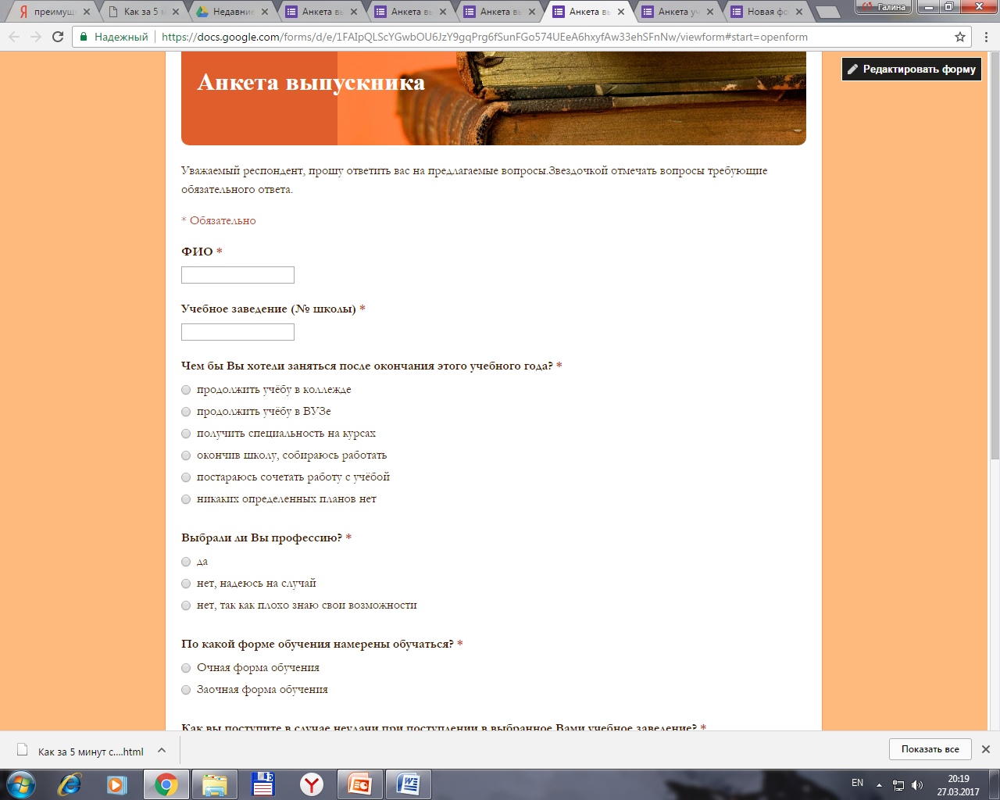 преимущ
Как за 5 м
Недавние
Анкета вы
Анкета вы
Анкета вы
Анкета вы
Анкета уч
Новая фо
Галина
Надежный
https://docs.google.com/forms/d/e/1FAIpQLScYGwbOU6JzY9gqPrg6fSunFGo574UEeA6hxyfAw33ehSFnNw/viewform#start=openform
Редактировать форму
Анкета выпускника
Уважаемый респондент, прошу ответить вас на предлагаемые вопросы.Звездочкой отмечать вопросы требующие
обязательного ответа.
* Обязательно
ФИО *
Учебное заведение (№ школы) *
Чем бы Вы хотели заняться после окончания этого учебного года? *
продолжить учёбу в коллежде
продолжить учёбу в ВУЗе
получить специальность на курсах
окончив школу, собираюсь работать
постараюсь сочетать работу с учёбой
никаких определенных планов нет
Выбрали ли Вы профессию? *
да
нет, надеюсь на случай
нет, так как плохо знаю свои возможности
По какой форме обучения намерены обучаться? *
Очная форма обучения
Заочная форма обучения
Как вы поступите в случае неудачи при поступлении в выбранное Вами учебное заведение? *
Как за 5 минут с....html
Показать все
EN
20:19
27.03.2017